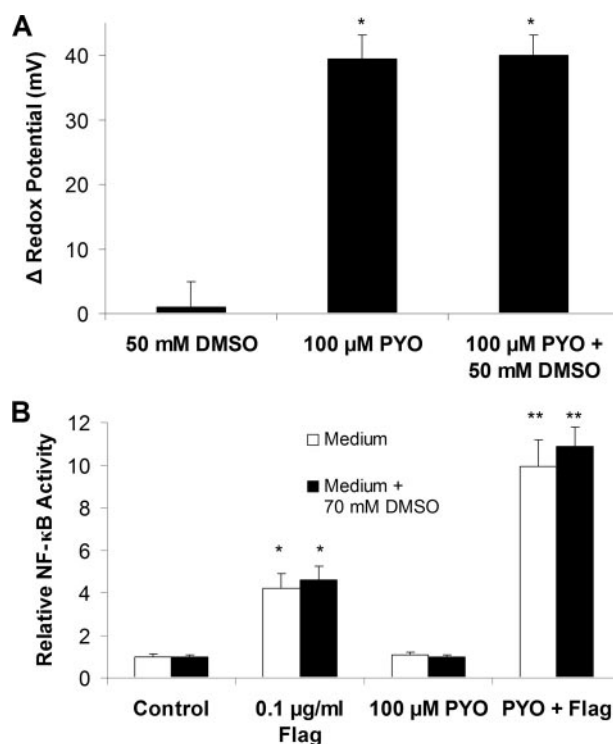 A
Δ Redox Potential (mV)
40
30
20
10
0
*
*
50 mM DMSO
100 µM PYO
100 µM PYO +
50 mM DMSO
B
Relative NF-κB Activity
12
10
8
6
4
2
0
Medium
Medium +
70 mM DMSO
*
*
**
**
Control
0.1 µg/ml
Flag
100 µM PYO
PYO + Flag